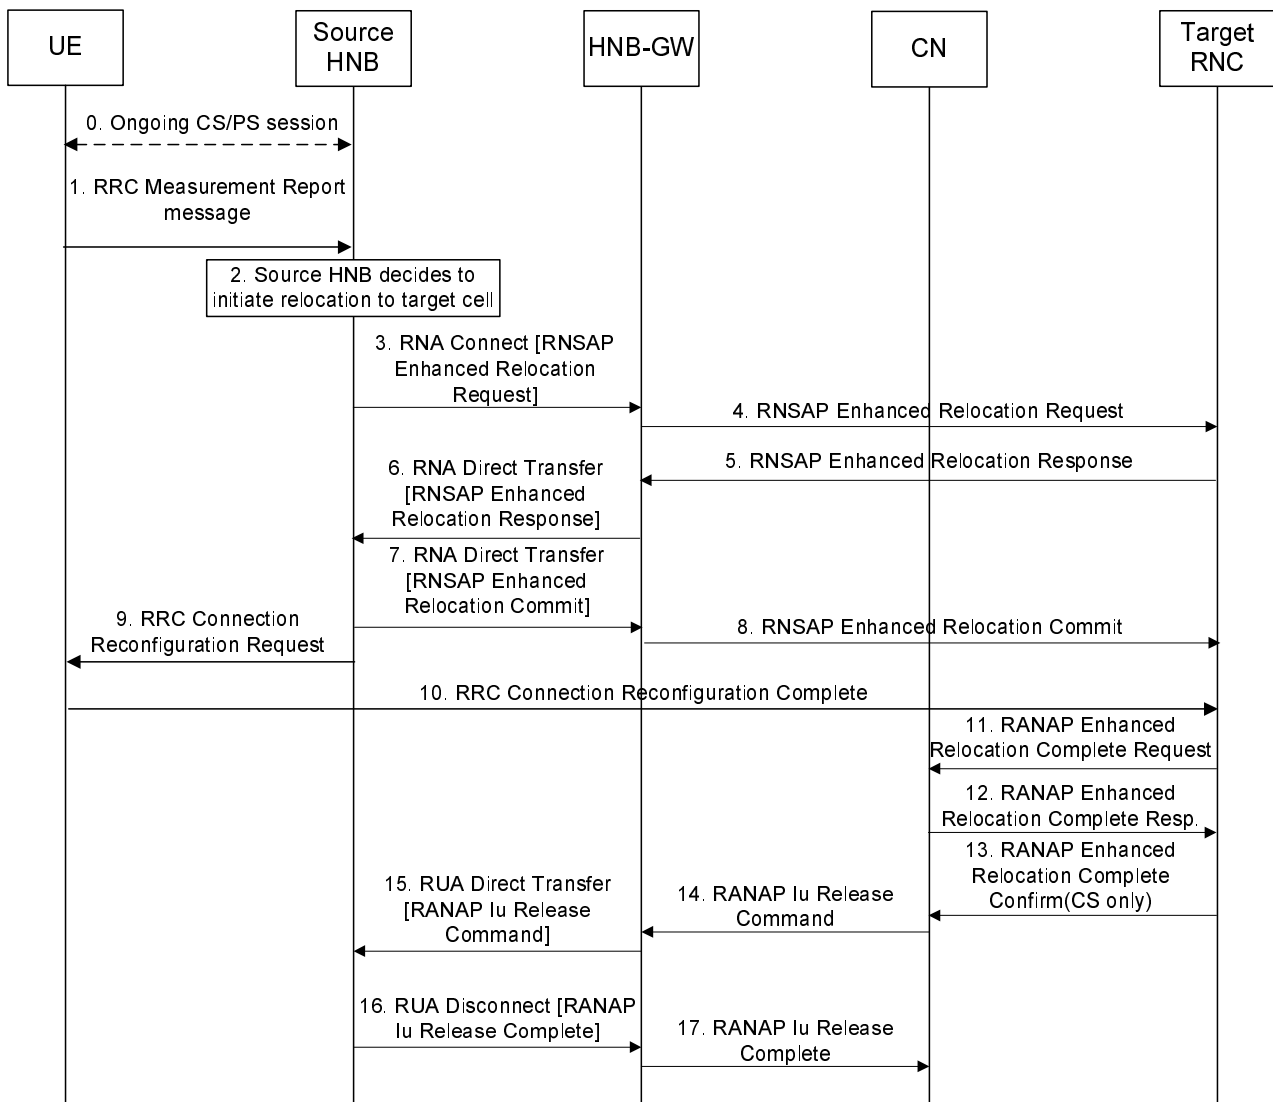 UE
Source
HNB
HNB-GW
CN
Target
RNC
0. Ongoing CS/PS session
1. RRC Measurement Report
message
2. Source HNB decides to
initiate relocation to target cell
3. RNA Connect [RNSAP
Enhanced Relocation
Request]
4. RNSAP Enhanced Relocation Request
5. RNSAP Enhanced Relocation Response
6. RNA Direct Transfer
[RNSAP Enhanced
Relocation Response]
7. RNA Direct Transfer
[RNSAP Enhanced
Relocation Commit]
8. RNSAP Enhanced Relocation Commit
9. RRC Connection
Reconfiguration Request
10. RRC Connection Reconfiguration Complete
11. RANAP Enhanced
Relocation Complete Request
12. RANAP Enhanced
Relocation Complete Resp.
13. RANAP Enhanced
Relocation Complete
Confirm(CS only)
14. RANAP Iu Release
Command
15. RUA Direct Transfer
[RANAP Iu Release
Command]
16. RUA Disconnect [RANAP
Iu Release Complete]
17. RANAP Iu Release
Complete